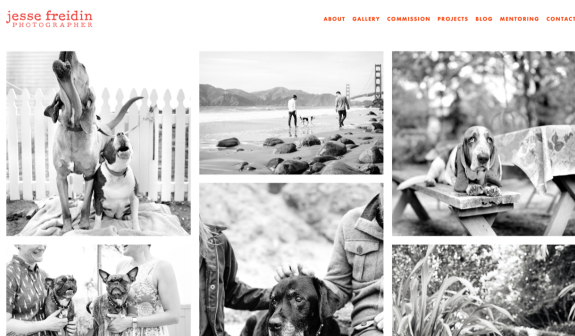 jesse freidin
PHOTOGRAPHER
ABOUT GALLERY COMMISSION PROJECTS BLOG MENTORING CONTACT